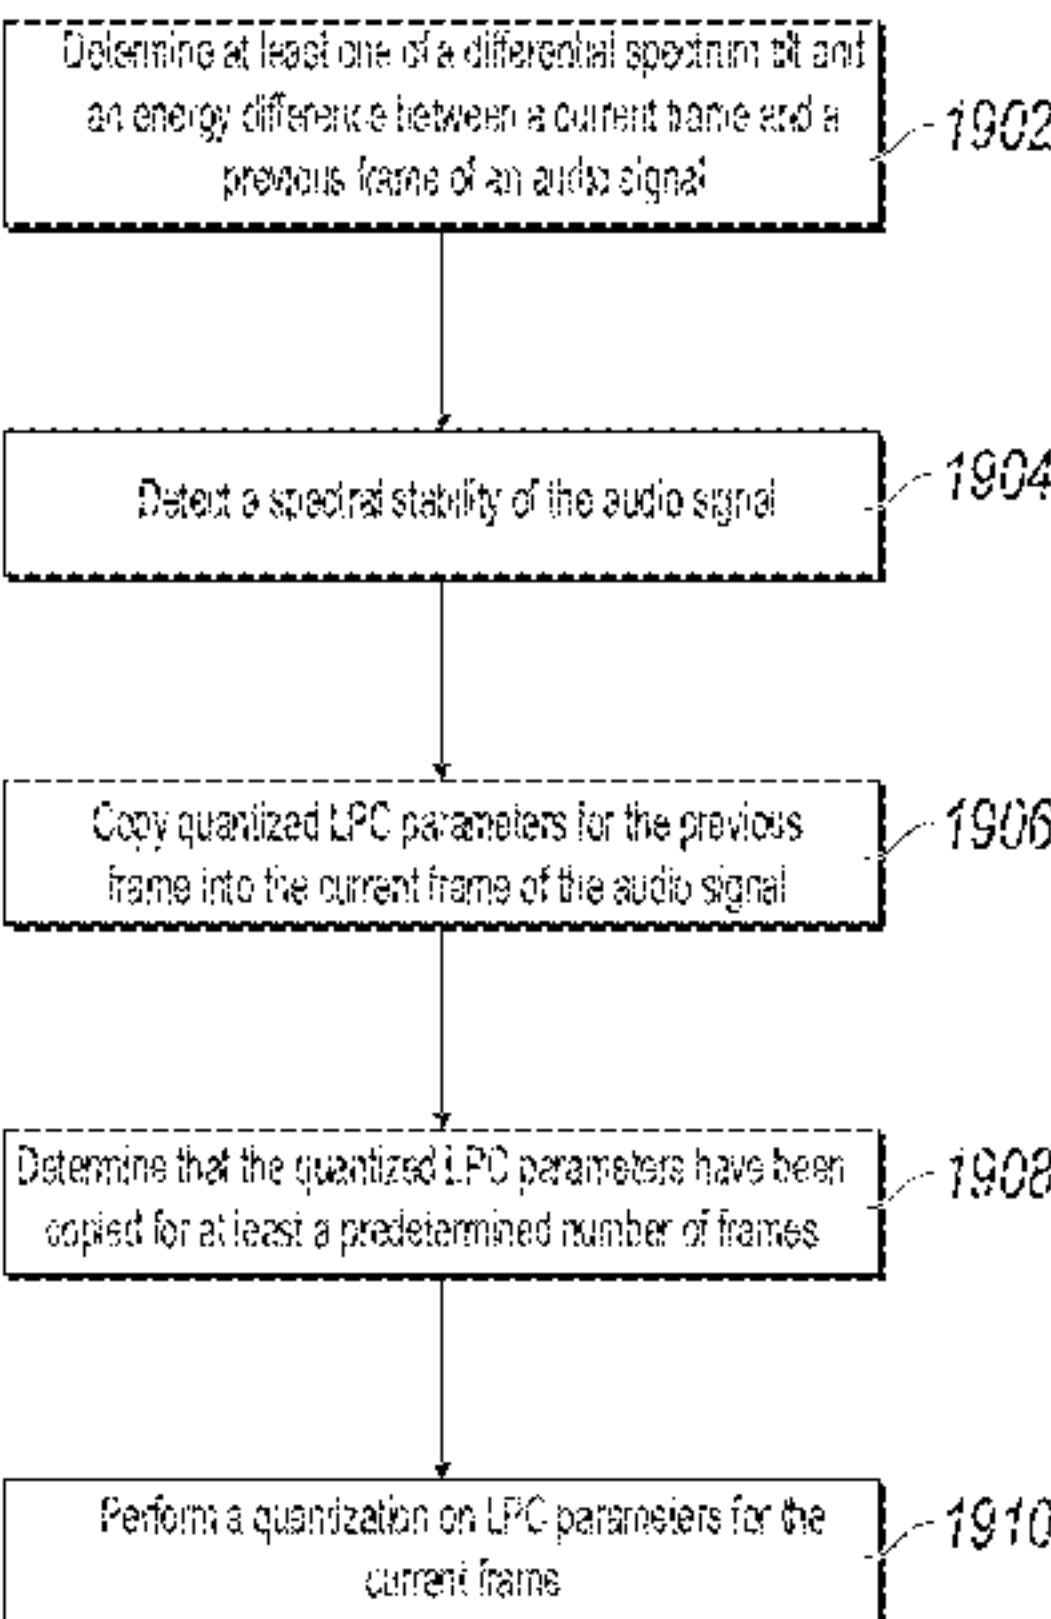 Determine at least one of a differential spectrum tilt and
an energy difference between a current frame and a
previous frame of an audio signal
1902
Detect a spectral stability of the audio signal
1904
Copy quantized LPC parameters for the previous
frame into the current frame of the audio signal
1906
Determine that the quantized LPC parameters have been
copied for at least a predetermined number of frames
1908
Perform a quantization on LPC parameters for the
current frame
1910